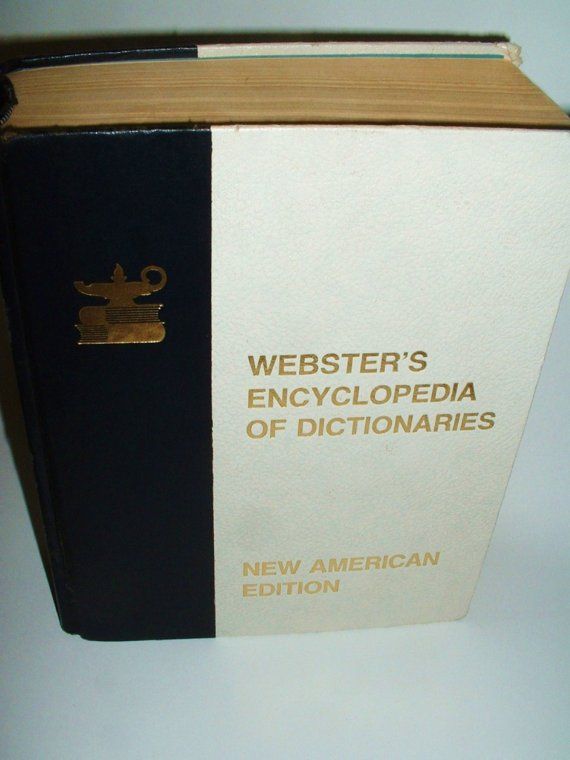 WEBSTER'S
ENCYCLOPEDIA
OF DICTIONARIES
NEW AMERICAN
EDITION